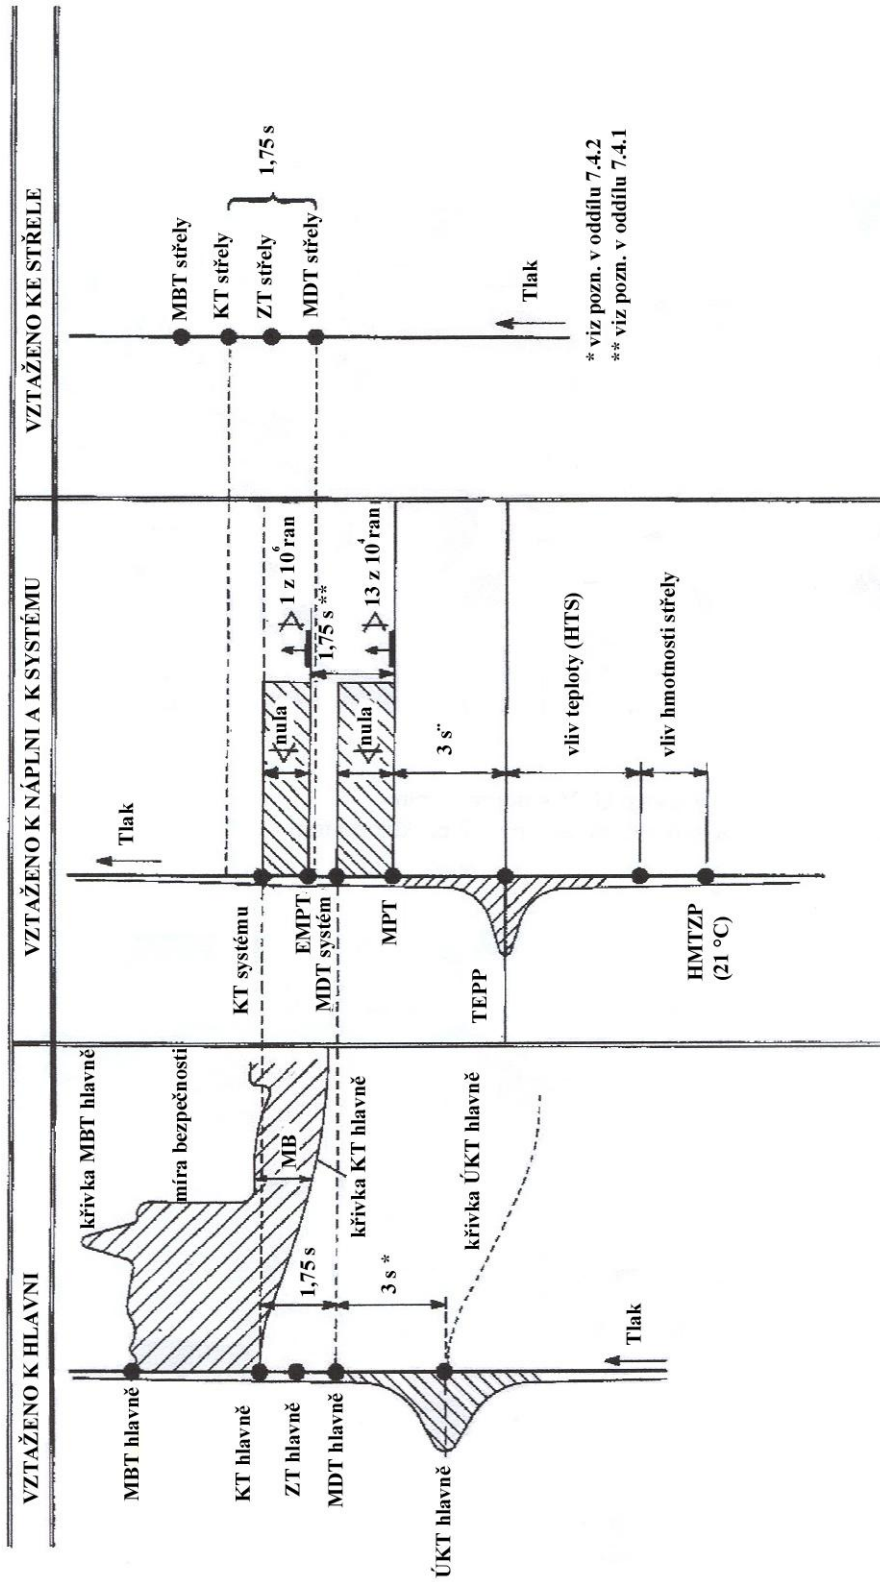 VZTAŽENO K HLAVNI
křivka MBT hlavně
míra bezpečnosti
MBT hlavně
KT hlavně
ZT hlavně
MDT hlavně
ÚKT hlavně
MB
křivka KT hlavně
1,75 s
3 s *
křivka ÚKT hlavně
Tlak
VZTAŽENO K NÁPLNI A K SYSTÉMU
Tlak
KT systému
EMPT
MDT systém
MPT
TEPP
HMTZP
(21 °C)
nula
1 z 10⁶ ran
1,75 s **
nula
13 z 10⁴ ran
3 s¨
vliv teploty (HTS)
vliv hmotnosti střely
VZTAŽENO KE STŘELE
MBT střely
KT střely
ZT střely
MDT střely
1,75 s
Tlak
* viz pozn. v oddílu 7.4.2
** viz pozn. v oddílu 7.4.1